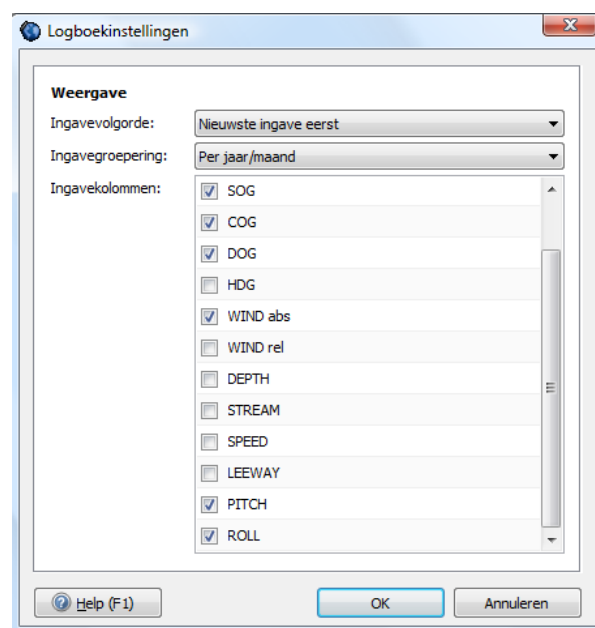 Logboekinstellingen
Weergave
Ingavevolgorde: Nieuwste ingave eerst
Ingavegroepering: Per jaar/maand
Ingavekolommen: SOG
COG
DOG
HDG
WIND abs
WIND rel
DEPTH
STREAM
SPEED
LEEWAY
PITCH
ROLL
Help (F1) OK Annuleren